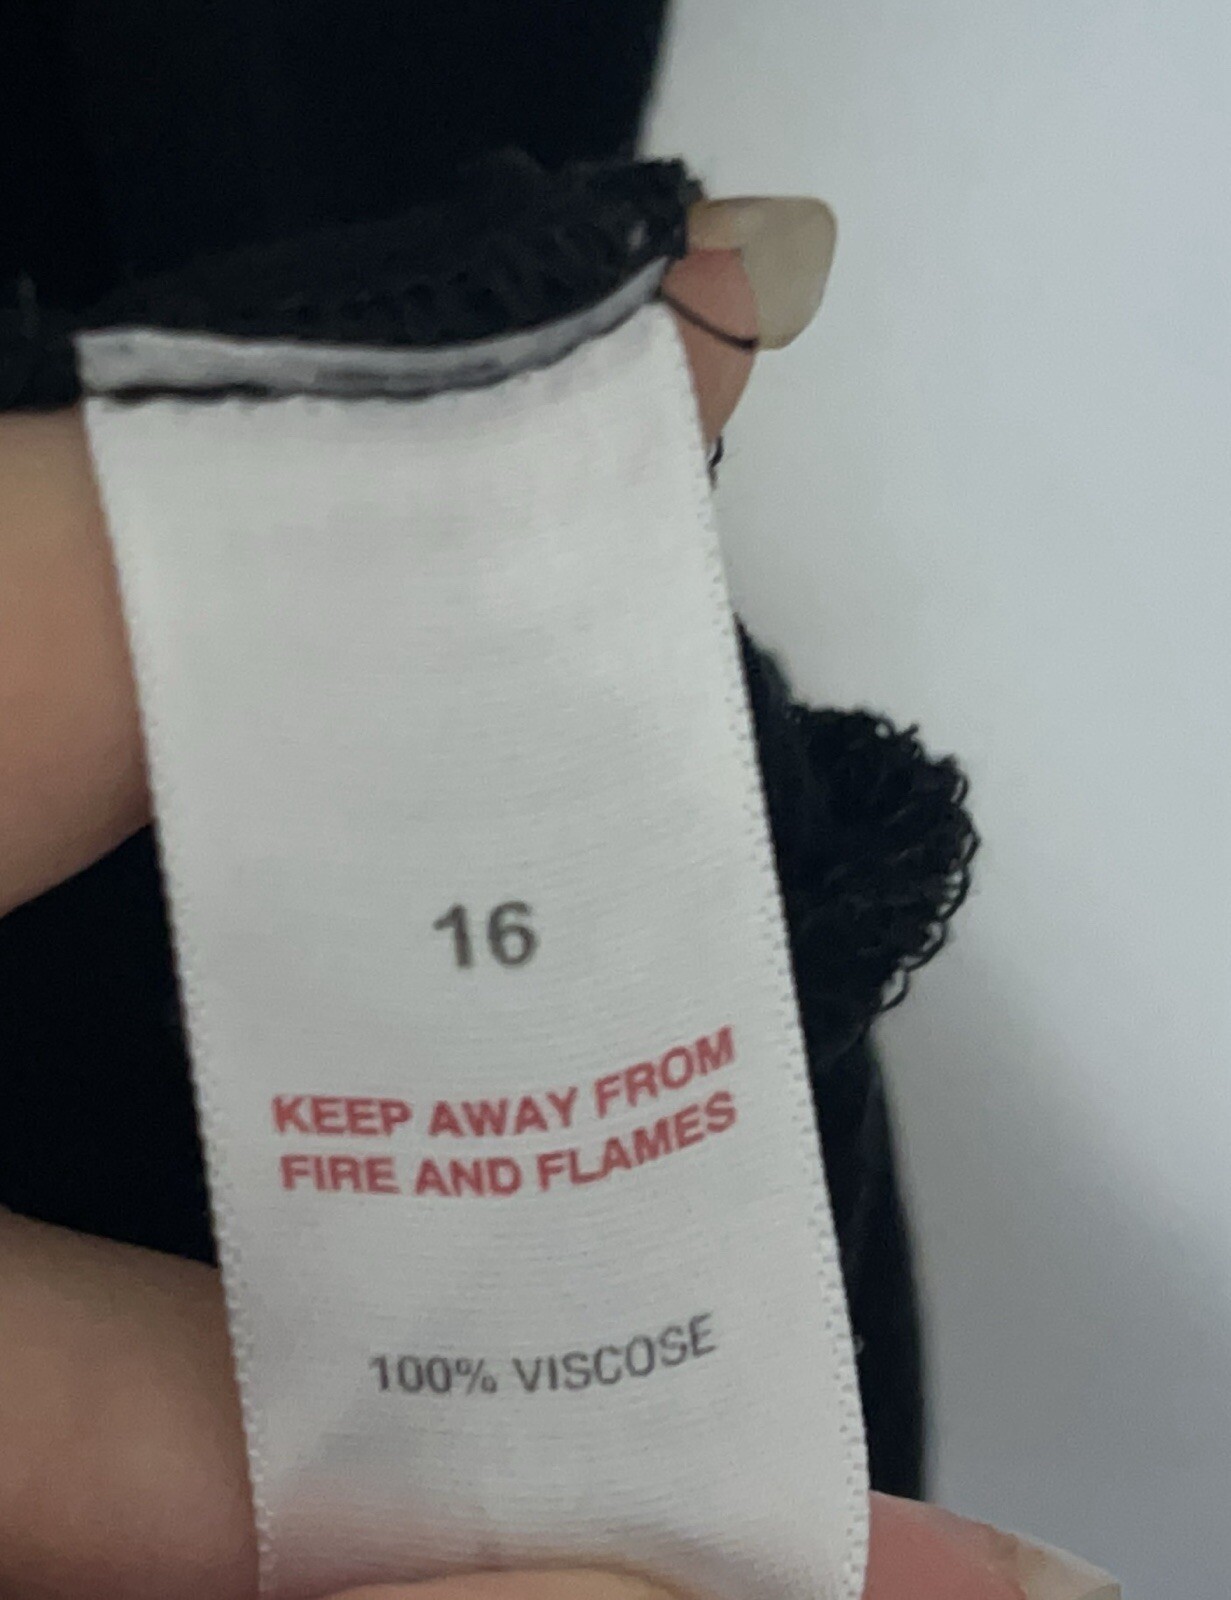 16
KEEP AWAY FROM
FIRE AND FLAMES
100% VISCOSE